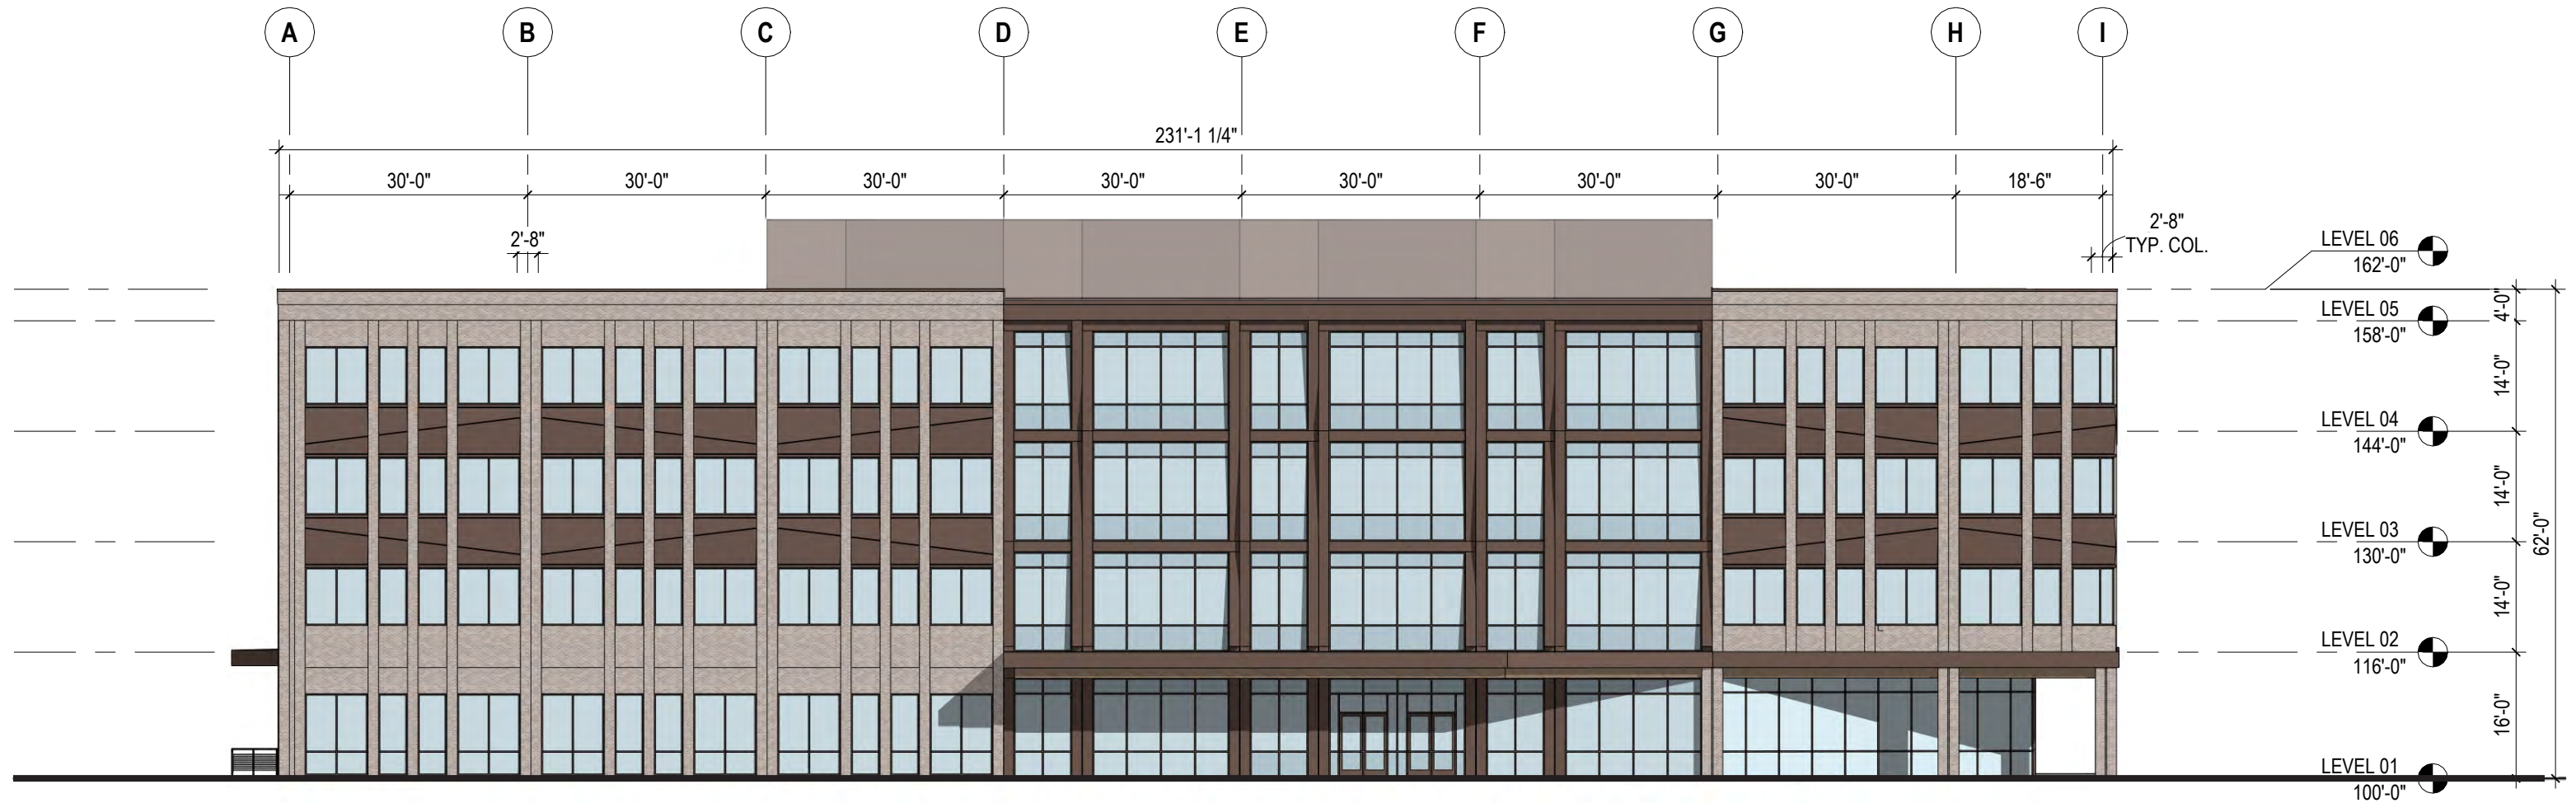 A B C D E F G H I
231'-1 1/4"
30'-0" 30'-0" 30'-0" 30'-0" 30'-0" 30'-0" 30'-0" 18'-6"
2'-8"
2'-8"
TYP. COL.
LEVEL 06
162'-0"
4'-0"
LEVEL 05
158'-0"
14'-0"
LEVEL 04
144'-0"
14'-0"
LEVEL 03
130'-0"
62'-0"
14'-0"
LEVEL 02
116'-0"
16'-0"
LEVEL 01
100'-0"